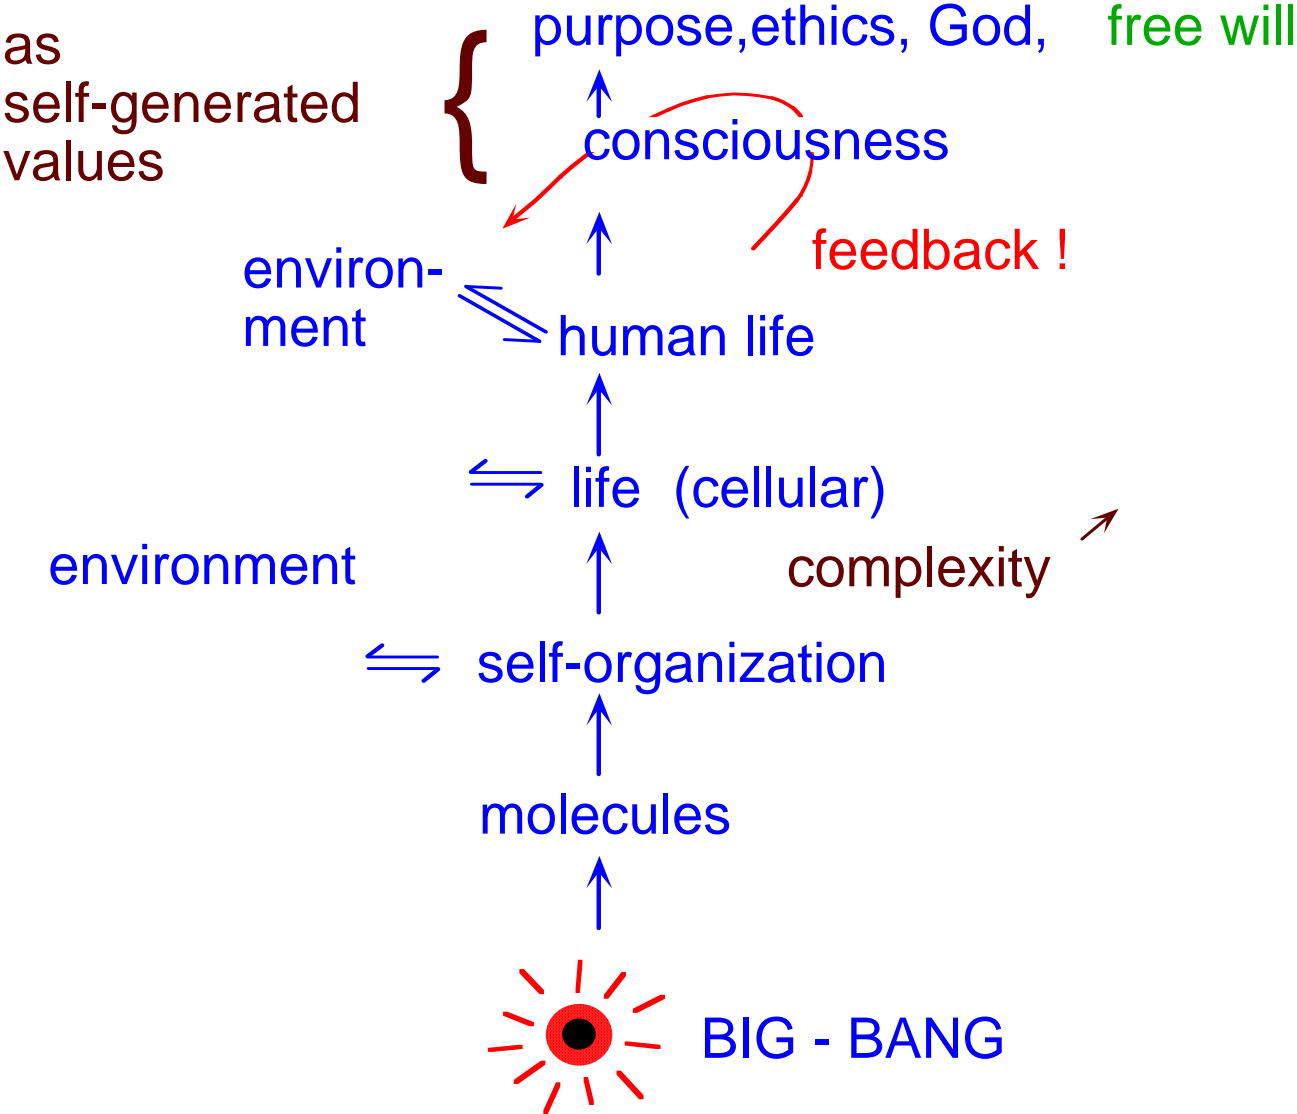 as
self-generated
values
purpose,ethics, God, free will
consciousness
feedback !
environ-
ment
human life
life (cellular)
environment
complexity
self-organization
molecules
BIG - BANG